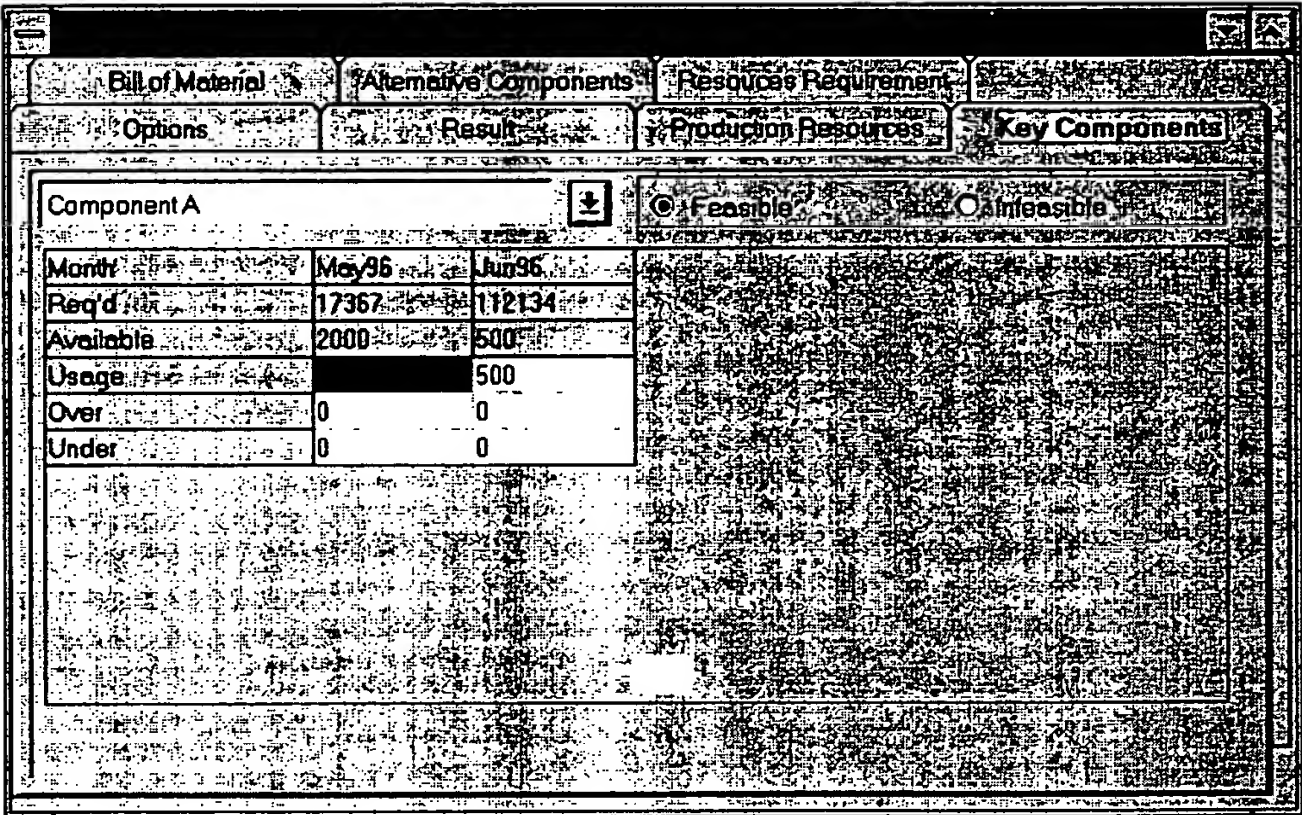 Bill of Material Alternative Components Resouces Requirement
Options Result Production Resources Key Components
Component A Feasible Infeasible
Month May96 Jun96
Req'd 17367 112134
Available 2000 500
Usage 500
Over 0 0
Under 0 0